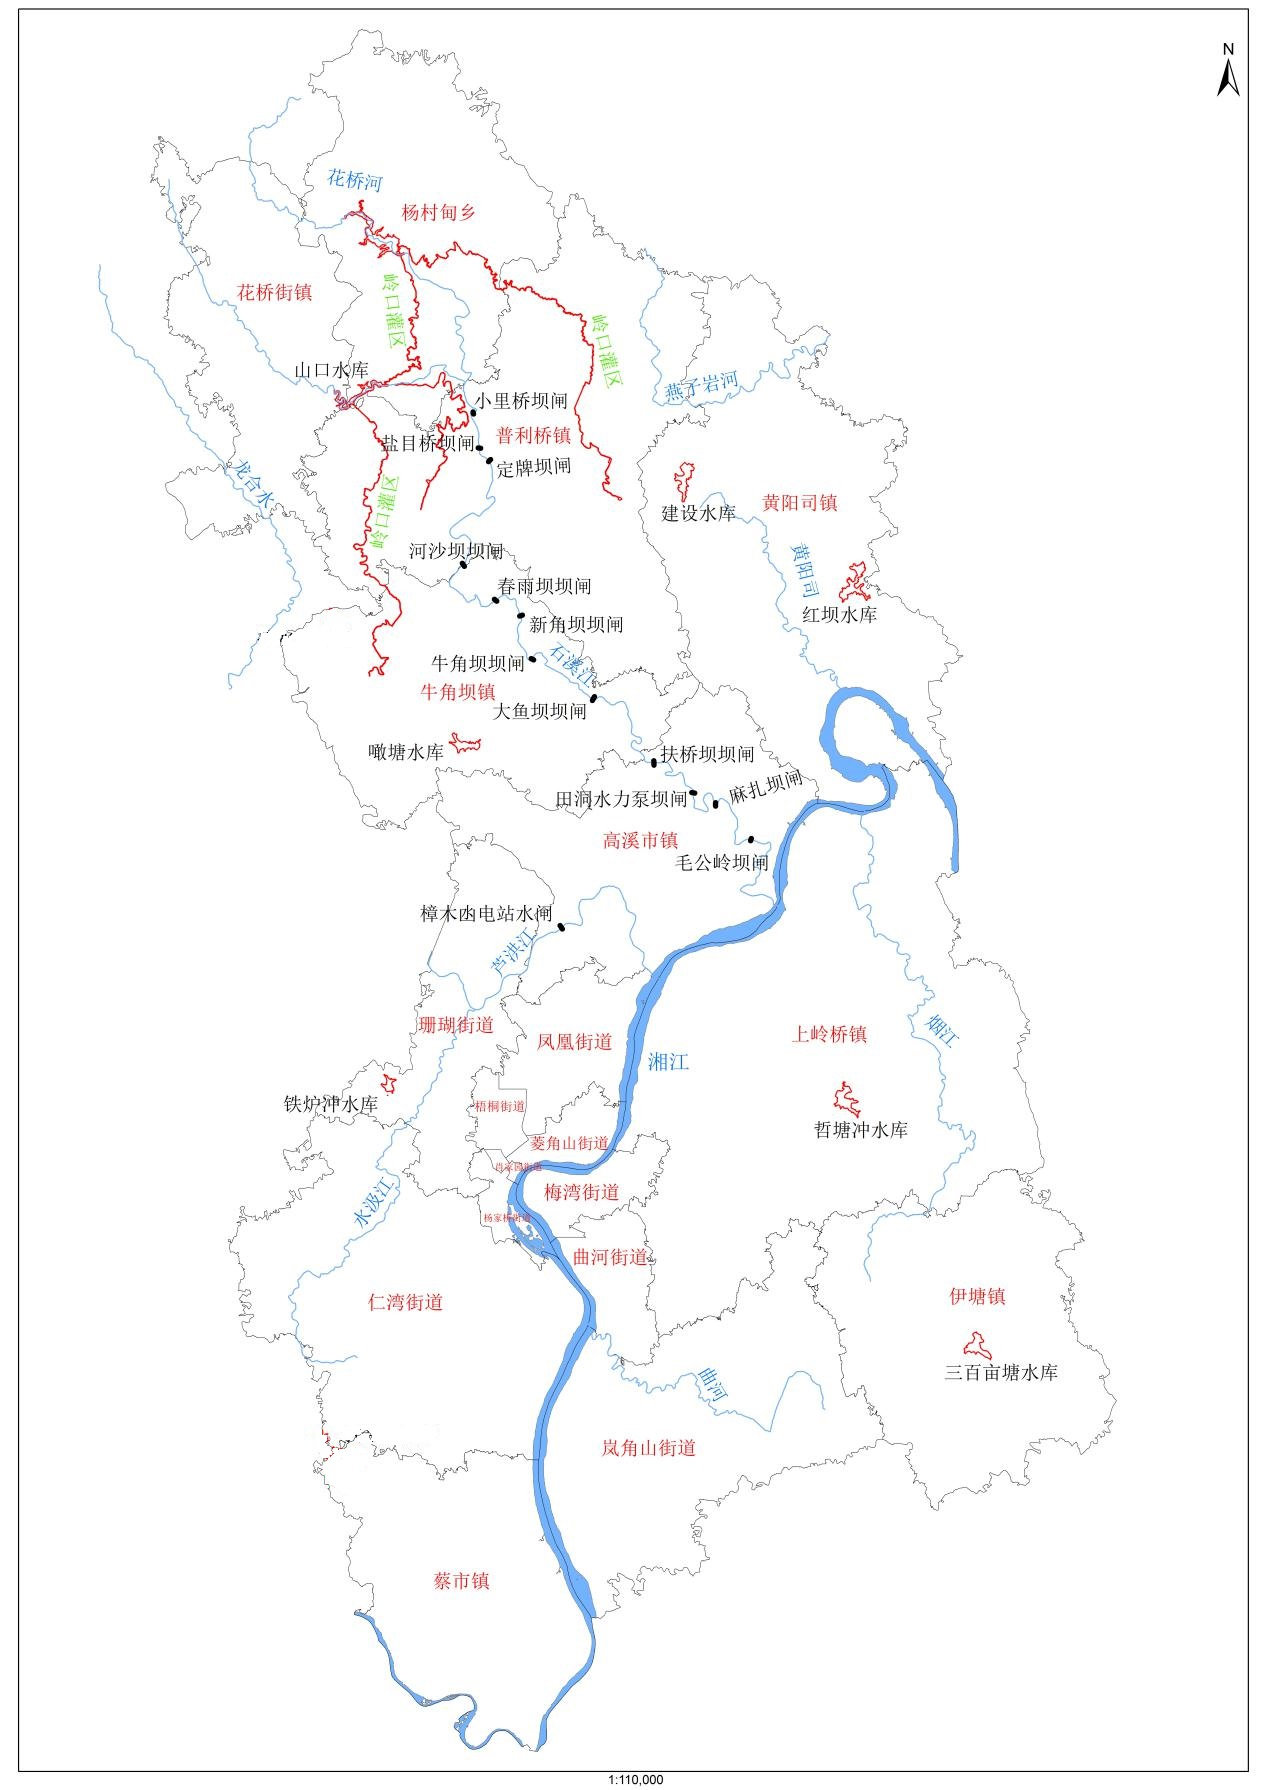 N
花桥河
杨村甸乡
花桥街镇
岭口灌区
岭口灌区
山口水库
燕子岩河
小里桥坝闸
盐目桥坝闸
普利桥镇
定牌坝闸
龙合水
岭口灌区
建设水库
黄阳司镇
河沙坝坝闸
黄阳司
春雨坝坝闸
红坝水库
新角坝坝闸
石溪江
牛角坝坝闸
牛角坝镇
大鱼坝坝闸
噉塘水库
扶桥坝坝闸
田洞水力泵坝闸
麻扎坝闸
高溪市镇
毛公岭坝闸
樟木凼电站水闸
芦洪江
珊瑚街道
凤凰街道
上岭桥镇
烟江
湘江
铁炉冲水库
梧桐街道
哲塘冲水库
菱角山街道
肖家园街道
梅湾街道
水汲江
杨家桥街道
曲河街道
仁湾街道
伊塘镇
三百亩塘水库
曲河
岚角山街道
蔡市镇
1:110,000